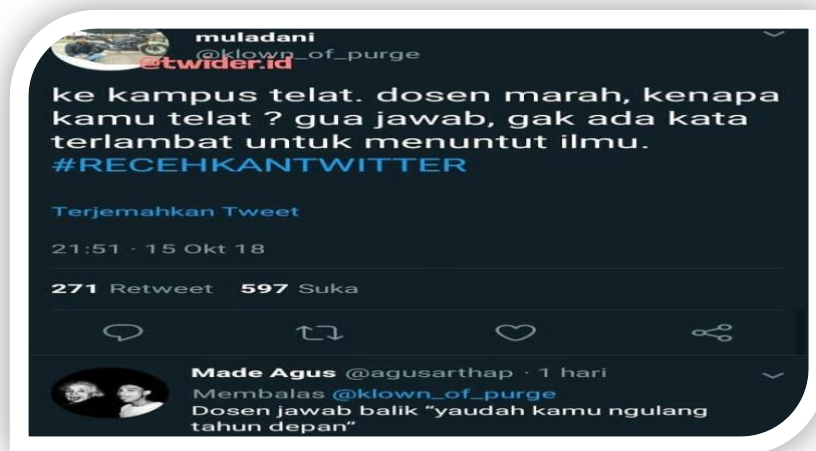 muladani
@klown_of_purge
@twider.id
ke kampus telat. dosen marah, kenapa
kamu telat ? gua jawab, gak ada kata
terlambat untuk menuntut ilmu.
#RECEHKANTWITTER
Terjemahkan Tweet
21:51 · 15 Okt 18
271 Retweet 597 Suka
Made Agus @agusarthap · 1 hari
Membalas @klown_of_purge
Dosen jawab balik “yaudah kamu ngulang
tahun depan”